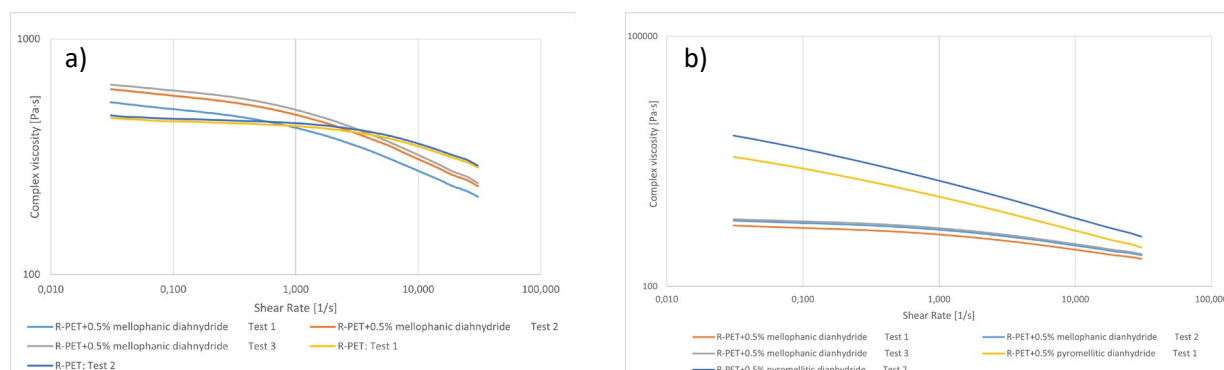 a)
1000
Complex viscosity [Pa·s]
100
0,010 0,100 1,000 10,000 100,000
Shear Rate [1/s]
R-PET+0.5% mellophanic diahnydride Test 1 R-PET+0.5% mellophanic diahnydride Test 2
R-PET+0.5% mellophanic diahnydride Test 3 R-PET: Test 1
R-PET: Test 2
b)
100000
Complex viscosity [Pa·s]
100
0,010 0,100 1,000 10,000 100,000
Shear Rate [1/s]
R-PET+0.5% mellophanic dianhydride Test 1 R-PET+0.5% mellophanic dianhydride Test 2
R-PET+0.5% mellophanic dianhydride Test 3 R-PET+0.5% pyromellitic dianhydride Test 1
R-PET+0.5% pyromellitic dianhydride Test 2